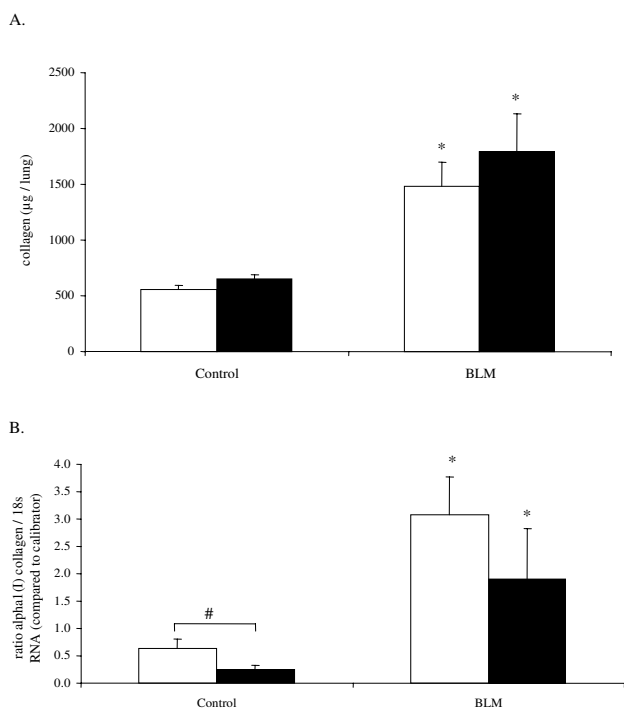 A.
2500
2000
1500
1000
500
0
collagen (µg / lung)
*
*
Control
BLM
B.
4.0
3.5
3.0
2.5
2.0
1.5
1.0
0.5
0.0
ratio alpha1(I) collagen / 18s
RNA (compared to calibrator)
#
*
*
Control
BLM